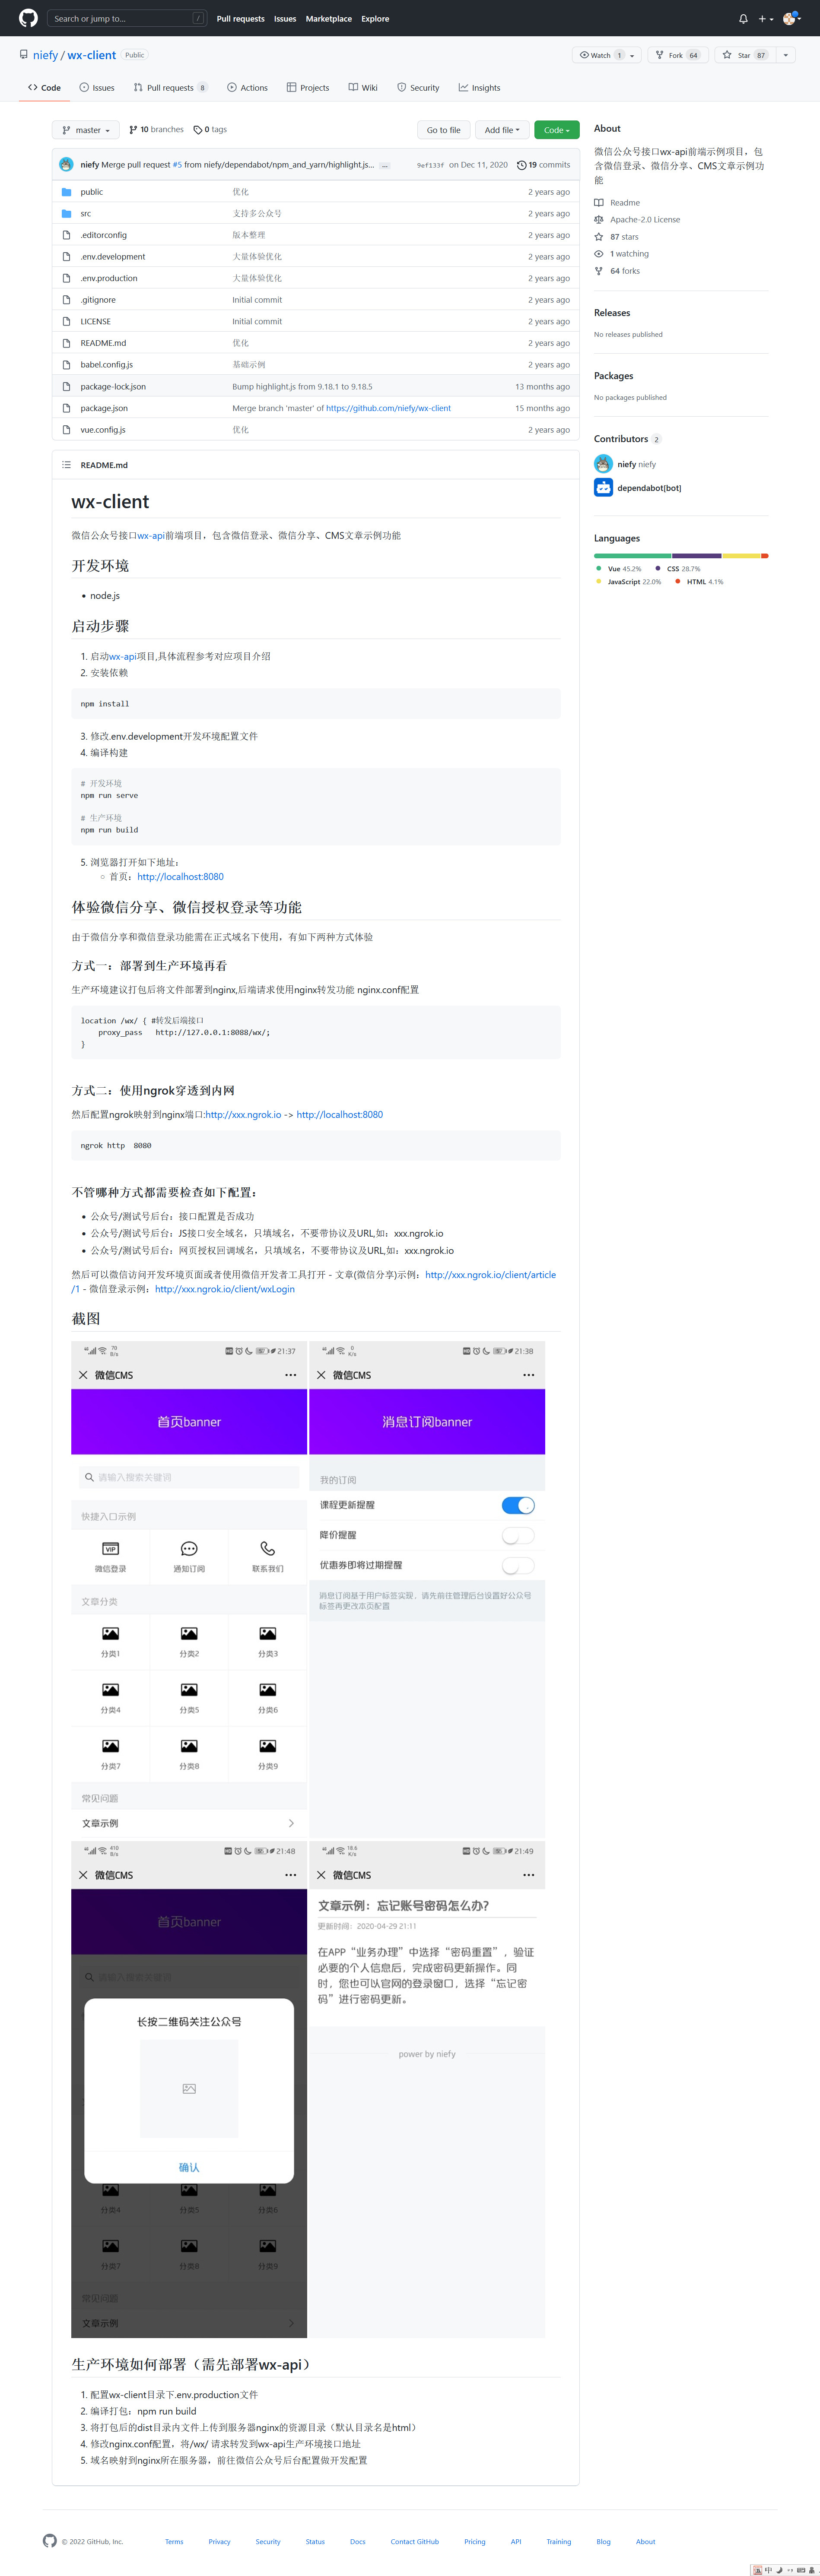 Search or jump to... /
Pull requests Issues Marketplace Explore
niefy / wx-client Public
Watch 1 Fork 64 Star 87
Code Issues Pull requests 8 Actions Projects Wiki Security Insights
master 10 branches 0 tags Go to file Add file Code
niefy Merge pull request #5 from niefy/dependabot/npm_and_yarn/highlight.js... ... 9ef133f on Dec 11, 2020 19 commits
public 优化 2 years ago
src 支持多公众号 2 years ago
.editorconfig 版本整理 2 years ago
.env.development 大量体验优化 2 years ago
.env.production 大量体验优化 2 years ago
.gitignore Initial commit 2 years ago
LICENSE Initial commit 2 years ago
README.md 优化 2 years ago
babel.config.js 基础示例 2 years ago
package-lock.json Bump highlight.js from 9.18.1 to 9.18.5 13 months ago
package.json Merge branch 'master' of https://github.com/niefy/wx-client 15 months ago
vue.config.js 优化 2 years ago
About
微信公众号接口wx-api前端示例项目，包
含微信登录、微信分享、CMS文章示例功
能
Readme
Apache-2.0 License
87 stars
1 watching
64 forks
Releases
No releases published
Packages
No packages published
Contributors 2
niefy niefy
dependabot[bot]
Languages
Vue 45.2% CSS 28.7%
JavaScript 22.0% HTML 4.1%
README.md
wx-client
微信公众号接口wx-api前端项目，包含微信登录、微信分享、CMS文章示例功能
开发环境
• node.js
启动步骤
1. 启动wx-api项目,具体流程参考对应项目介绍
2. 安装依赖
npm install
3. 修改.env.development开发环境配置文件
4. 编译构建
# 开发环境
npm run serve
# 生产环境
npm run build
5. 浏览器打开如下地址：
首页：http://localhost:8080
体验微信分享、微信授权登录等功能
由于微信分享和微信登录功能需在正式域名下使用，有如下两种方式体验
方式一：部署到生产环境再看
生产环境建议打包后将文件部署到nginx,后端请求使用nginx转发功能 nginx.conf配置
location /wx/ { #转发后端接口
proxy_pass http://127.0.0.1:8088/wx/;
}
方式二：使用ngrok穿透到内网
然后配置ngrok映射到nginx端口:http://xxx.ngrok.io -> http://localhost:8080
ngrok http 8080
不管哪种方式都需要检查如下配置：
• 公众号/测试号后台：接口配置是否成功
• 公众号/测试号后台：JS接口安全域名，只填域名，不要带协议及URL,如：xxx.ngrok.io
• 公众号/测试号后台：网页授权回调域名，只填域名，不要带协议及URL,如：xxx.ngrok.io
然后可以微信访问开发环境页面或者使用微信开发者工具打开 - 文章(微信分享)示例：http://xxx.ngrok.io/client/article
/1 - 微信登录示例：http://xxx.ngrok.io/client/wxLogin
截图
70 B/s 21:37
微信CMS
首页banner
请输入搜索关键词
快捷入口示例
VIP
微信登录 通知订阅 联系我们
文章分类
分类1 分类2 分类3
分类4 分类5 分类6
分类7 分类8 分类9
常见问题
文章示例
0 K/s 21:38
微信CMS
消息订阅banner
我的订阅
课程更新提醒
降价提醒
优惠券即将过期提醒
消息订阅基于用户标签实现，请先前往管理后台设置好公众号
标签再更改本页配置
410 B/s 21:48
微信CMS
首页banner
请输入搜索关键词
长按二维码关注公众号
确认
分类4 分类5 分类6
分类7 分类8 分类9
常见问题
文章示例
18.6 K/s 21:49
微信CMS
文章示例：忘记账号密码怎么办?
更新时间：2020-04-29 21:11
在APP“业务办理”中选择“密码重置”，验证
必要的个人信息后，完成密码更新操作。同
时，您也可以官网的登录窗口，选择“忘记密
码”进行密码更新。
power by niefy
生产环境如何部署（需先部署wx-api）
1. 配置wx-client目录下.env.production文件
2. 编译打包：npm run build
3. 将打包后的dist目录内文件上传到服务器nginx的资源目录（默认目录名是html）
4. 修改nginx.conf配置，将/wx/ 请求转发到wx-api生产环境接口地址
5. 域名映射到nginx所在服务器，前往微信公众号后台配置做开发配置
© 2022 GitHub, Inc. Terms Privacy Security Status Docs Contact GitHub Pricing API Training Blog About
中